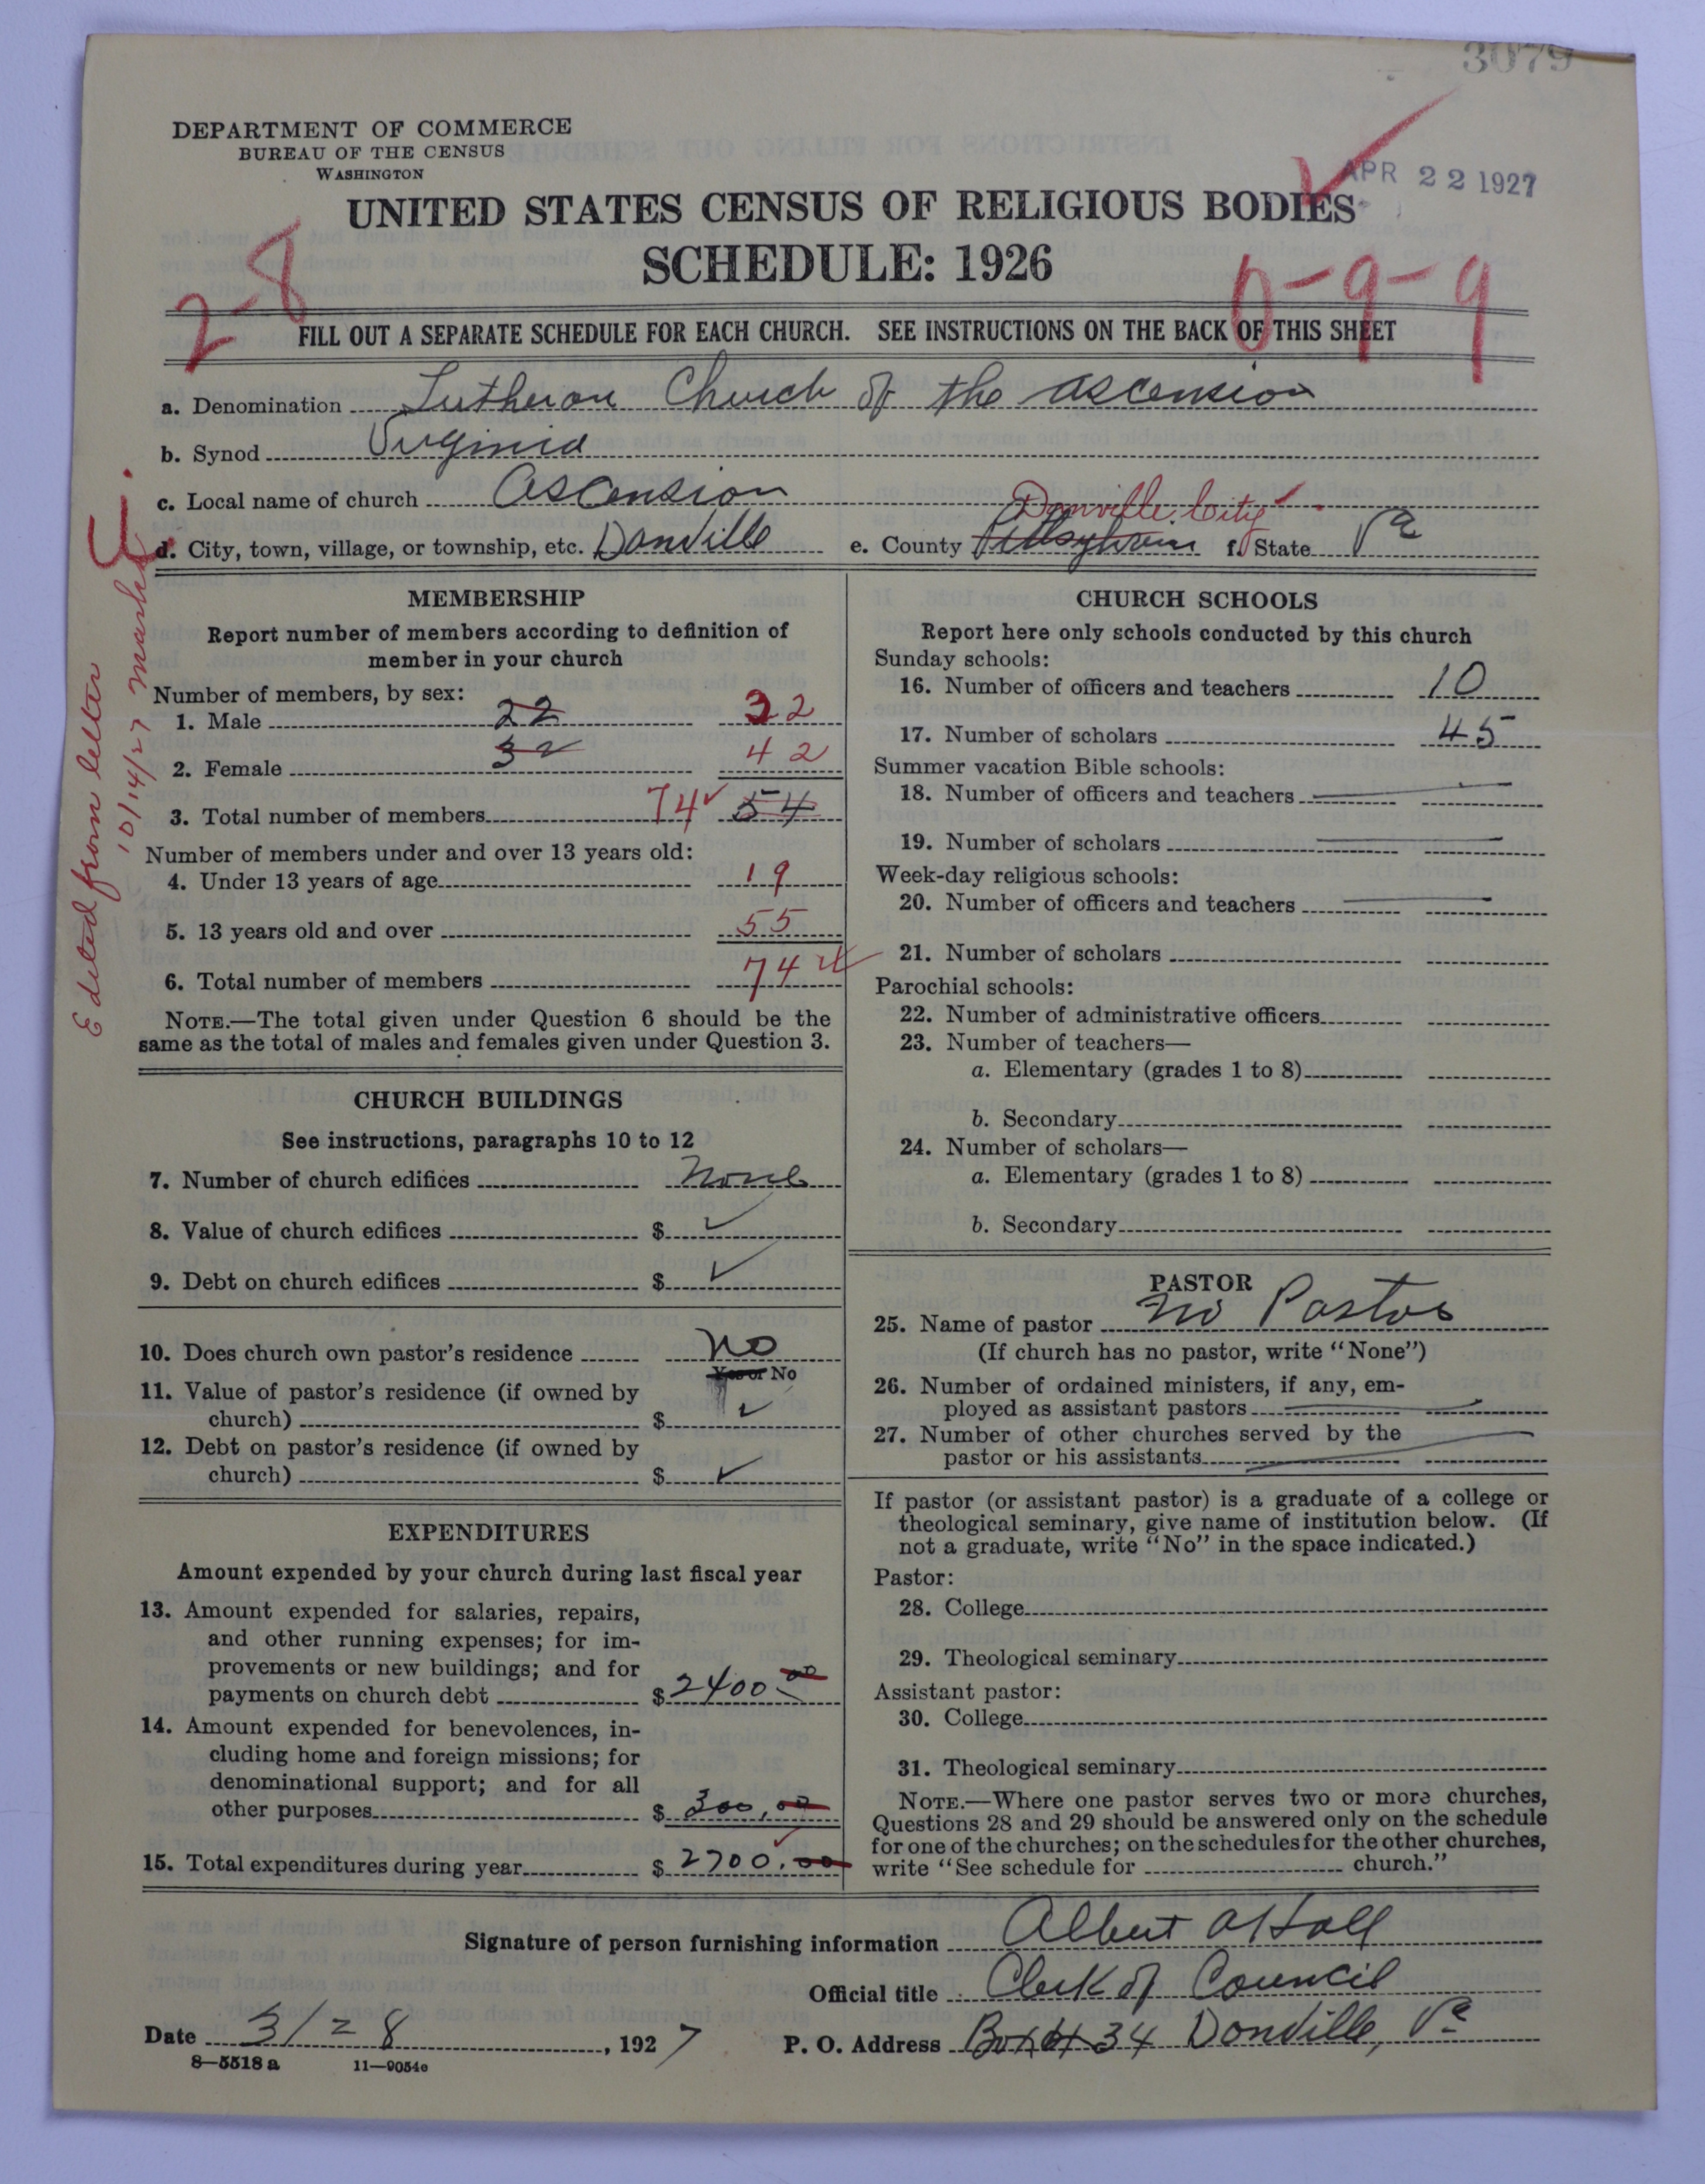 3079
DEPARTMENT OF COMMERCE
BUREAU OF THE CENSUS
WASHINGTON
APR 22 1927
UNITED STATES CENSUS OF RELIGIOUS BODIES
SCHEDULE: 1926
2-8
0-9-9
FILL OUT A SEPARATE SCHEDULE FOR EACH CHURCH. SEE INSTRUCTIONS ON THE BACK OF THIS SHEET
a. Denomination Lutheran Church of the ascension
b. Synod Virginia
c. Local name of church Ascension
Danville City
d. City, town, village, or township, etc. Danville e. County Pittsylvania f. State Va
Edited from letter
10/14/27
MEMBERSHIP
Report number of members according to definition of
member in your church
Number of members, by sex:
1. Male 22 32
2. Female 32 42
3. Total number of members 74 54
Number of members under and over 13 years old:
4. Under 13 years of age 19
5. 13 years old and over 55
6. Total number of members 74
NOTE.—The total given under Question 6 should be the
same as the total of males and females given under Question 3.
CHURCH BUILDINGS
See instructions, paragraphs 10 to 12
7. Number of church edifices None
8. Value of church edifices $ ✓
9. Debt on church edifices $ ✓
10. Does church own pastor's residence No
Yes or No
11. Value of pastor's residence (if owned by
church) $ ✓
12. Debt on pastor's residence (if owned by
church) $ ✓
EXPENDITURES
Amount expended by your church during last fiscal year
13. Amount expended for salaries, repairs,
and other running expenses; for im-
provements or new buildings; and for
payments on church debt $ 2400.00
14. Amount expended for benevolences, in-
cluding home and foreign missions; for
denominational support; and for all
other purposes $ 300.00
15. Total expenditures during year $ 2700.00
CHURCH SCHOOLS
Report here only schools conducted by this church
Sunday schools:
16. Number of officers and teachers 10
17. Number of scholars 45
Summer vacation Bible schools:
18. Number of officers and teachers
19. Number of scholars
Week-day religious schools:
20. Number of officers and teachers
21. Number of scholars
Parochial schools:
22. Number of administrative officers
23. Number of teachers—
a. Elementary (grades 1 to 8)
b. Secondary
24. Number of scholars—
a. Elementary (grades 1 to 8)
b. Secondary
PASTOR
25. Name of pastor No Pastor
(If church has no pastor, write "None")
26. Number of ordained ministers, if any, em-
ployed as assistant pastors
27. Number of other churches served by the
pastor or his assistants
If pastor (or assistant pastor) is a graduate of a college or
theological seminary, give name of institution below. (If
not a graduate, write "No" in the space indicated.)
Pastor:
28. College
29. Theological seminary
Assistant pastor:
30. College
31. Theological seminary
NOTE.—Where one pastor serves two or more churches,
Questions 28 and 29 should be answered only on the schedule
for one of the churches; on the schedules for the other churches,
write "See schedule for church."
Signature of person furnishing information Albert A Hall
Official title Clerk of Council
Date 3/28, 1927 P. O. Address Box 34 Danville, Va
8—5518 a 11—9054c